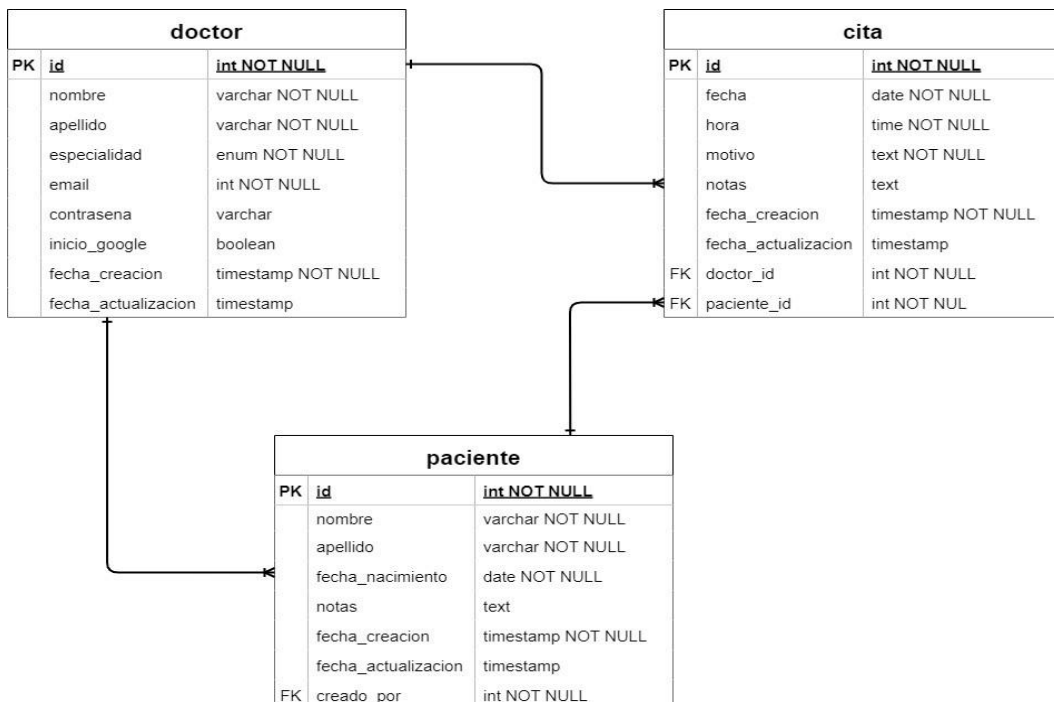 doctor
PK id int NOT NULL
nombre varchar NOT NULL
apellido varchar NOT NULL
especialidad enum NOT NULL
email int NOT NULL
contrasena varchar
inicio_google boolean
fecha_creacion timestamp NOT NULL
fecha_actualizacion timestamp
cita
PK id int NOT NULL
fecha date NOT NULL
hora time NOT NULL
motivo text NOT NULL
notas text
fecha_creacion timestamp NOT NULL
fecha_actualizacion timestamp
FK doctor_id int NOT NULL
FK paciente_id int NOT NUL
paciente
PK id int NOT NULL
nombre varchar NOT NULL
apellido varchar NOT NULL
fecha_nacimiento date NOT NULL
notas text
fecha_creacion timestamp NOT NULL
fecha_actualizacion timestamp
FK creado_por int NOT NULL